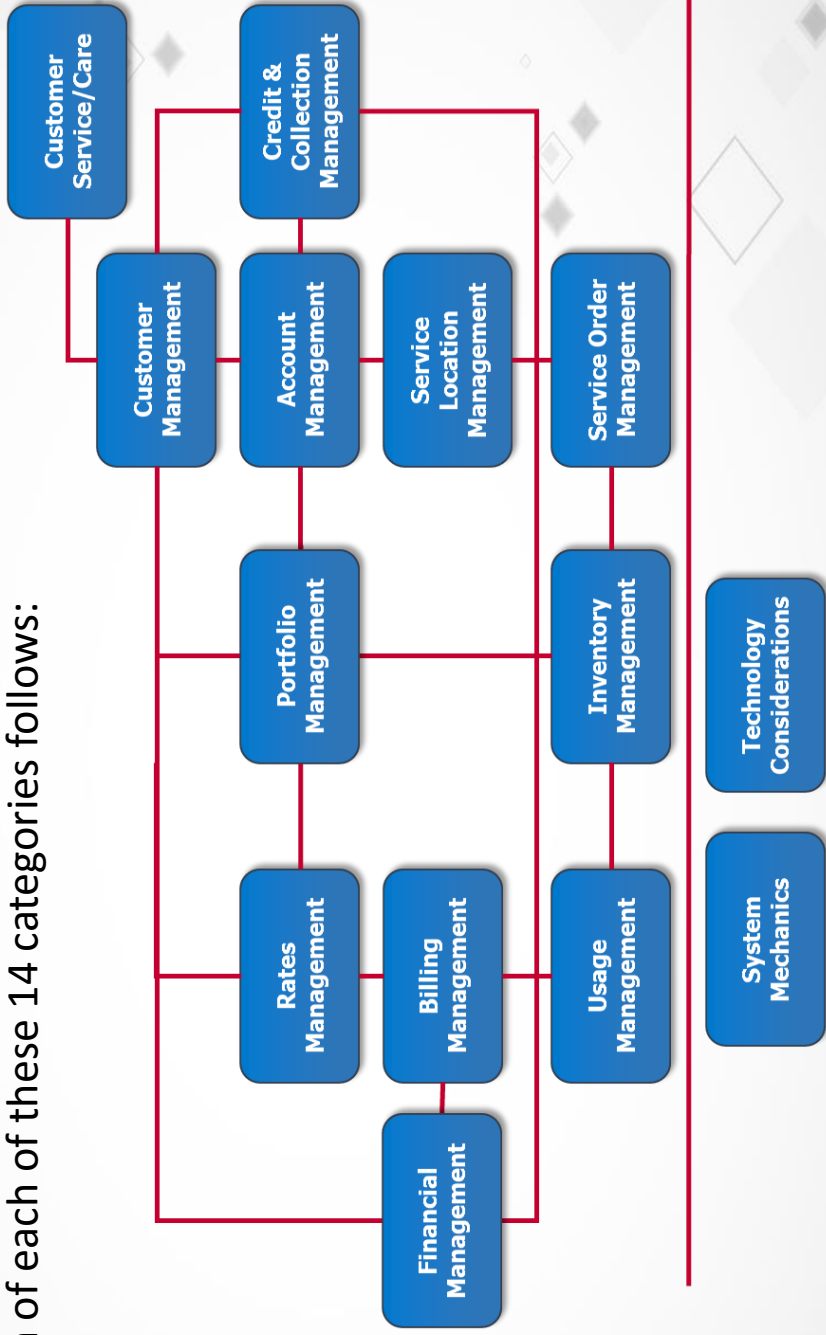 of each of these 14 categories follows:
Customer
Service/Care
Customer
Management
Rates
Management
Portfolio
Management
Account
Management
Credit &
Collection
Management
Financial
Management
Billing
Management
Service
Location
Management
Usage
Management
Inventory
Management
Service Order
Management
System
Mechanics
Technology
Considerations